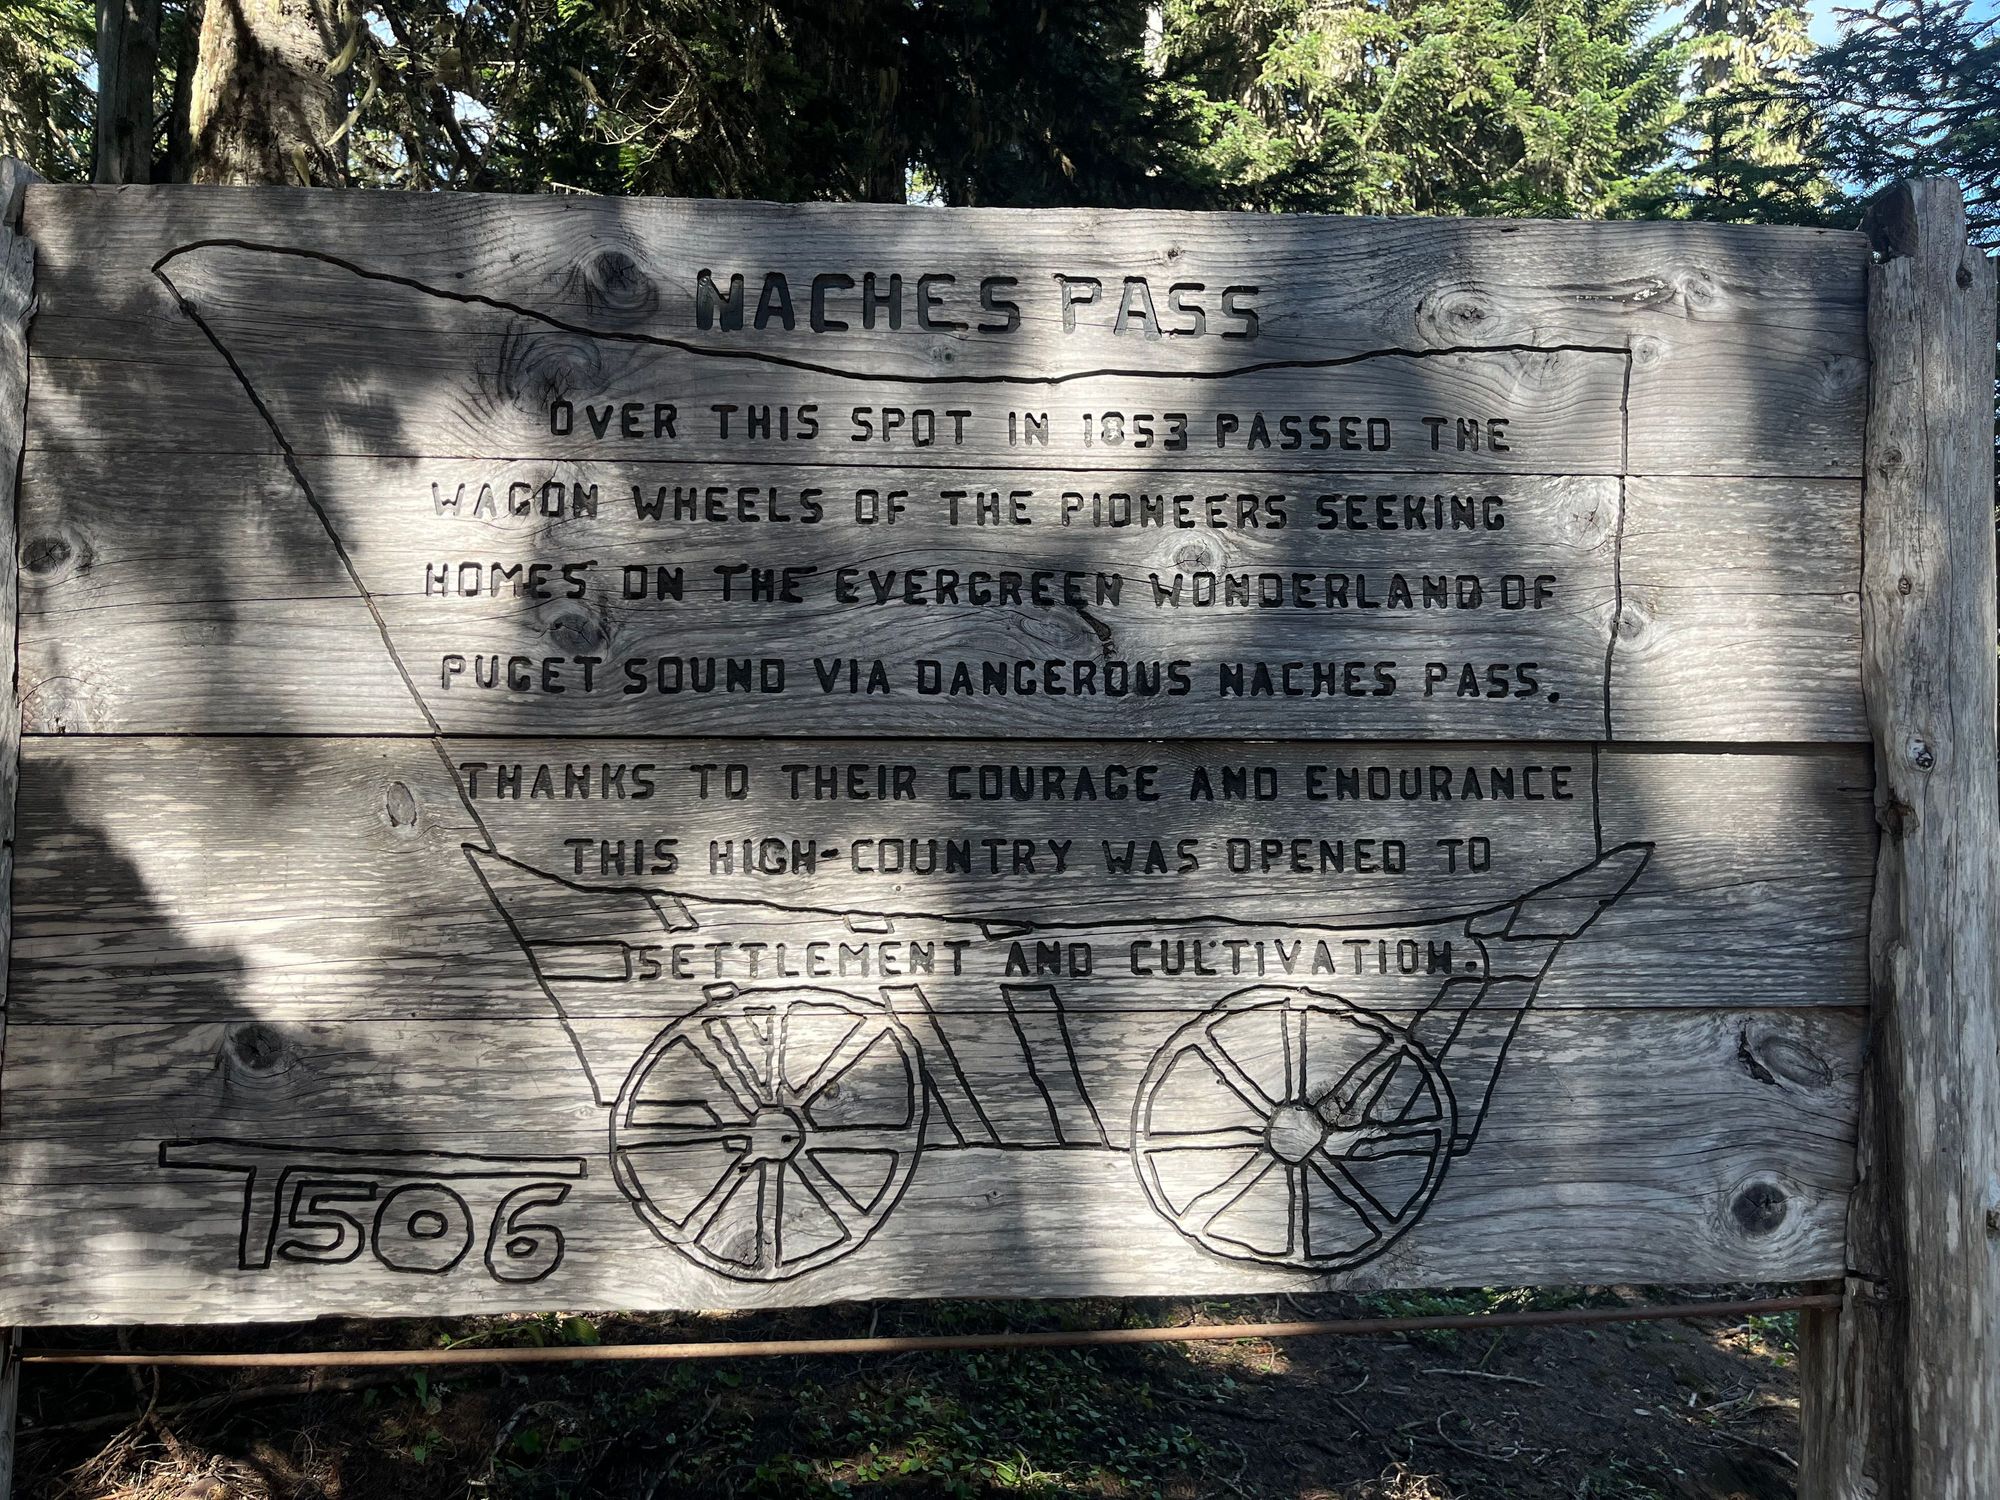 NACHES PASS
OVER THIS SPOT IN 1853 PASSED THE
WAGON WHEELS OF THE PIONEERS SEEKING
HOMES ON THE EVERGREEN WONDERLAND OF
PUGET SOUND VIA DANGEROUS NACHES PASS.
THANKS TO THEIR COURAGE AND ENDURANCE
THIS HIGH-COUNTRY WAS OPENED TO
SETTLEMENT AND CULTIVATION.
T506